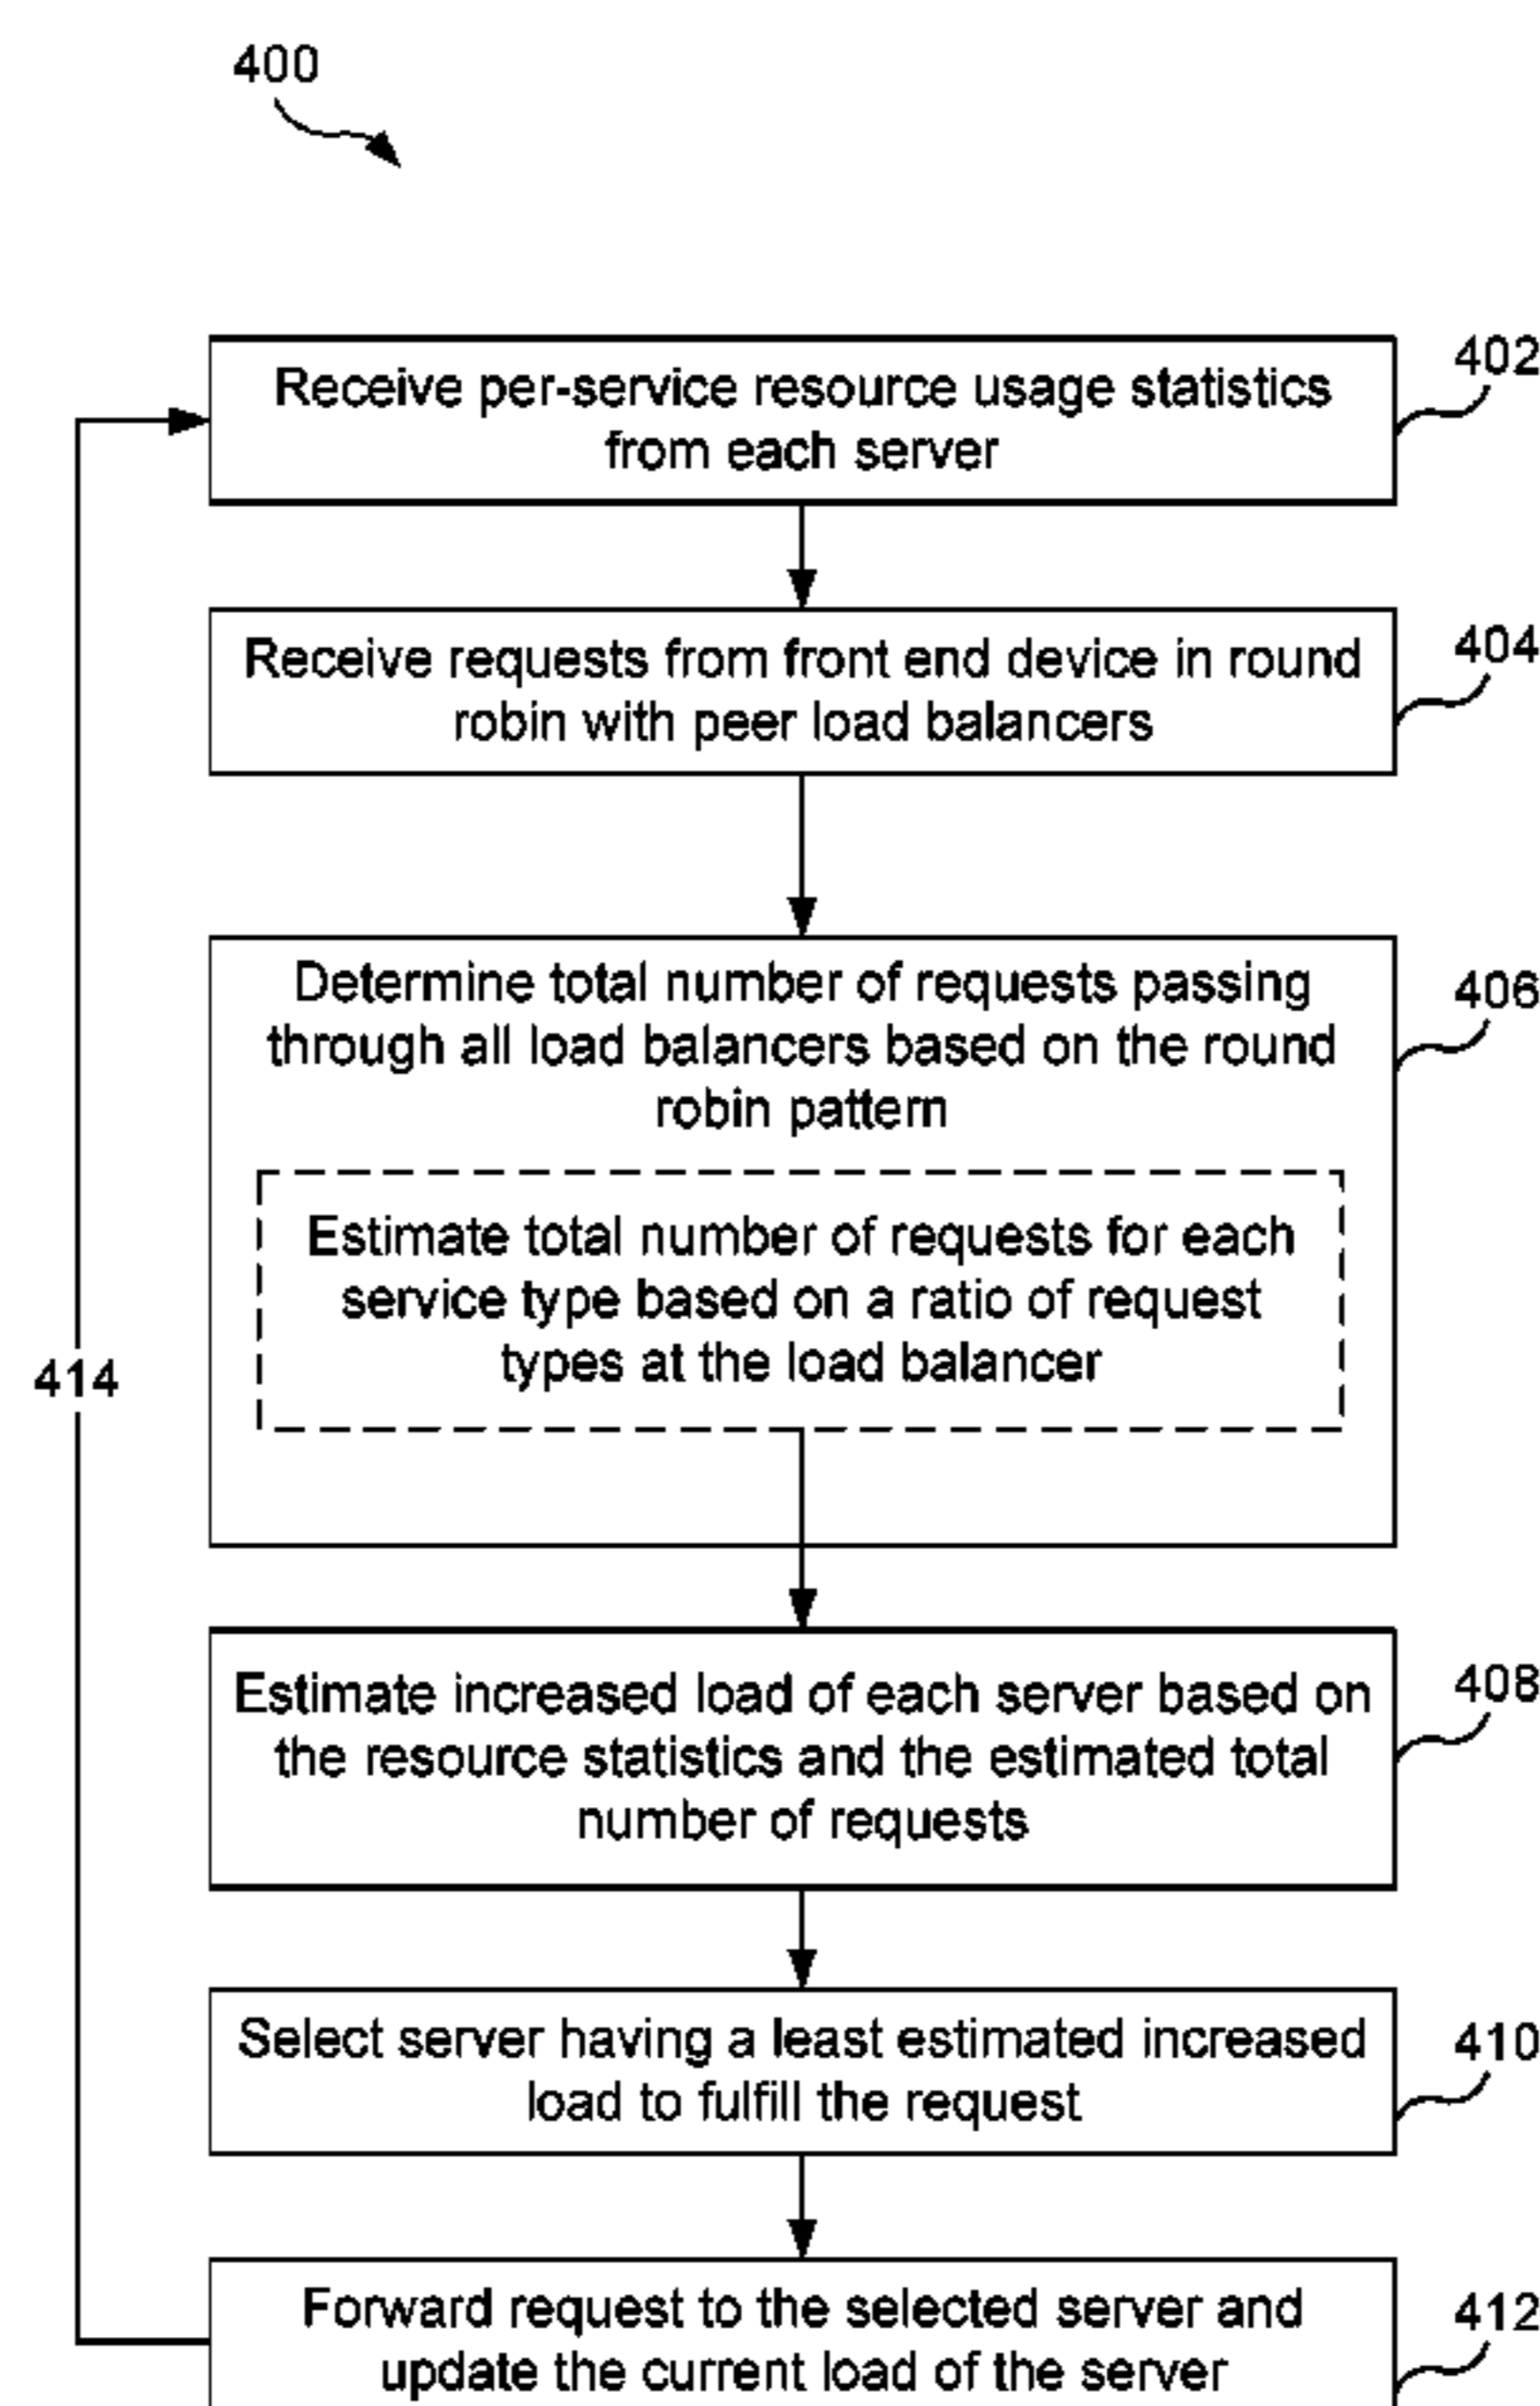 400
Receive per-service resource usage statistics
from each server
402
Receive requests from front end device in round
robin with peer load balancers
404
Determine total number of requests passing
through all load balancers based on the round
robin pattern
406
Estimate total number of requests for each
service type based on a ratio of request
types at the load balancer
414
Estimate increased load of each server based on
the resource statistics and the estimated total
number of requests
408
Select server having a least estimated increased
load to fulfill the request
410
Forward request to the selected server and
update the current load of the server
412